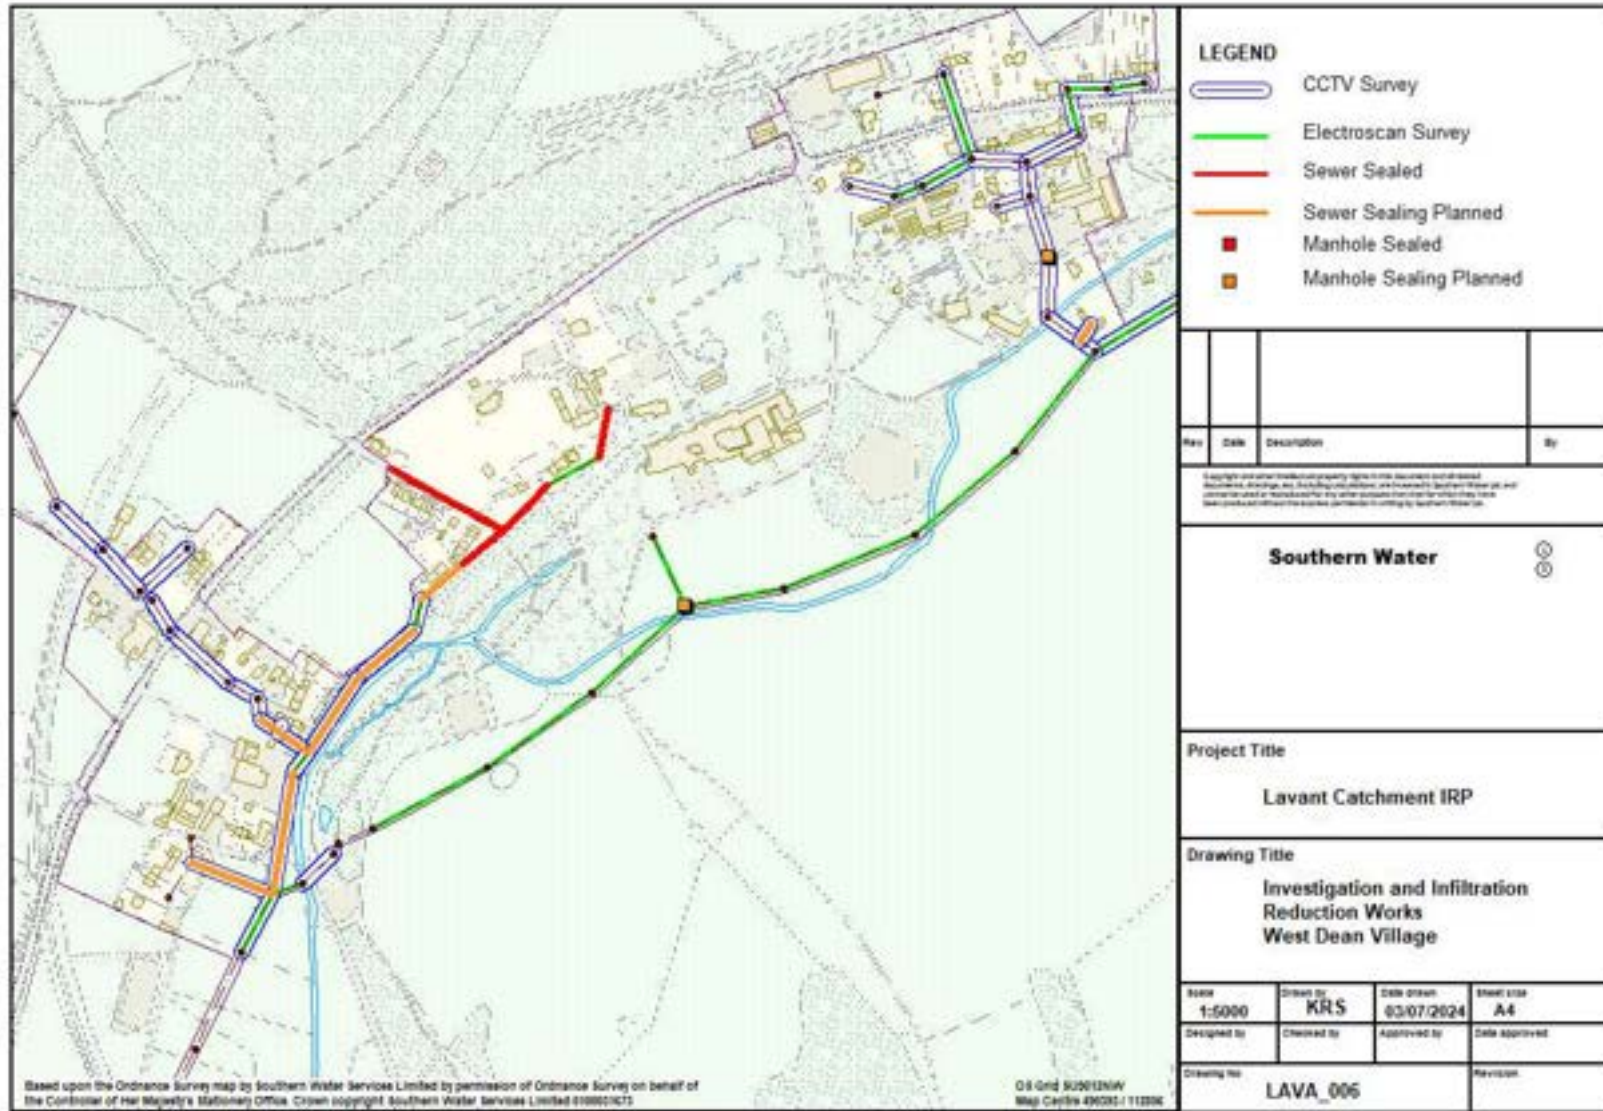 LEGEND
CCTV Survey
Electroscan Survey
Sewer Sealed
Sewer Sealing Planned
Manhole Sealed
Manhole Sealing Planned
Rev Date Description By
Southern Water
Project Title
Lavant Catchment IRP
Drawing Title
Investigation and Infiltration
Reduction Works
West Dean Village
Scale Drawn by Date drawn Sheet size
1:5000 KRS 03/07/2024 A4
Designed by Checked by Approved by Date approved
Drawing No Revision
LAVA_006
Based upon the Ordnance Survey map by Southern Water Services Limited by permission of Ordnance Survey on behalf of
the Controller of Her Majesty's Stationery Office. Crown copyright Southern Water Services Limited
OS Grid
Map Centre